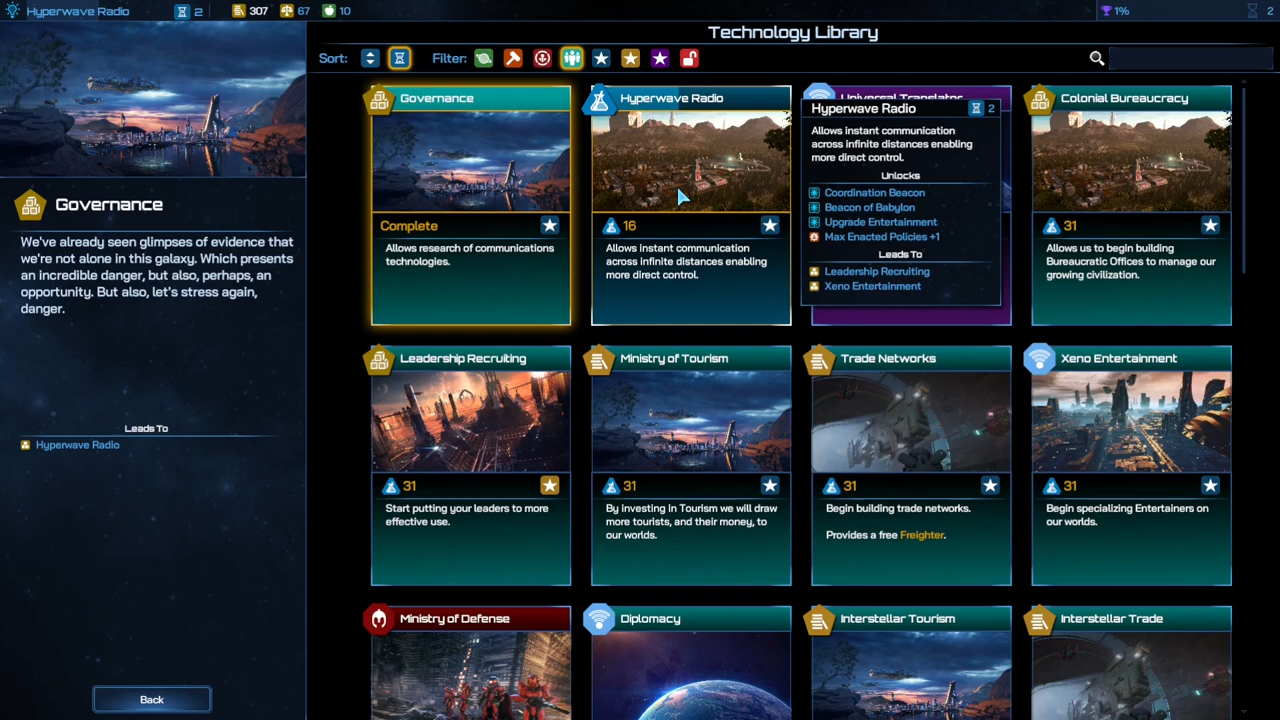 Hyperwave Radio 2 307 67 10 1% 2
Technology Library
Sort: Filter:
Governance
We've already seen glimpses of evidence that
we're not alone in this galaxy. Which presents
an incredible danger, but also, perhaps, an
opportunity. But also, let's stress again,
danger.
Leads To
Hyperwave Radio
Back
Governance
Complete
Allows research of communications
technologies.
Hyperwave Radio
16
Allows instant communication
across infinite distances enabling
more direct control.
Universal Translator
Hyperwave Radio 2
Allows instant communication
across infinite distances enabling
more direct control.
Unlocks
Coordination Beacon
Beacon of Babylon
Upgrade Entertainment
Max Enacted Policies +1
Leads To
Leadership Recruiting
Xeno Entertainment
Colonial Bureaucracy
31
Allows us to begin building
Bureaucratic Offices to manage our
growing civilization.
Leadership Recruiting
31
Start putting your leaders to more
effective use.
Ministry of Tourism
31
By investing in Tourism we will draw
more tourists, and their money, to
our worlds.
Trade Networks
31
Begin building trade networks.
Provides a free Freighter.
Xeno Entertainment
31
Begin specializing Entertainers on
our worlds.
Ministry of Defense
Diplomacy
Interstellar Tourism
Interstellar Trade